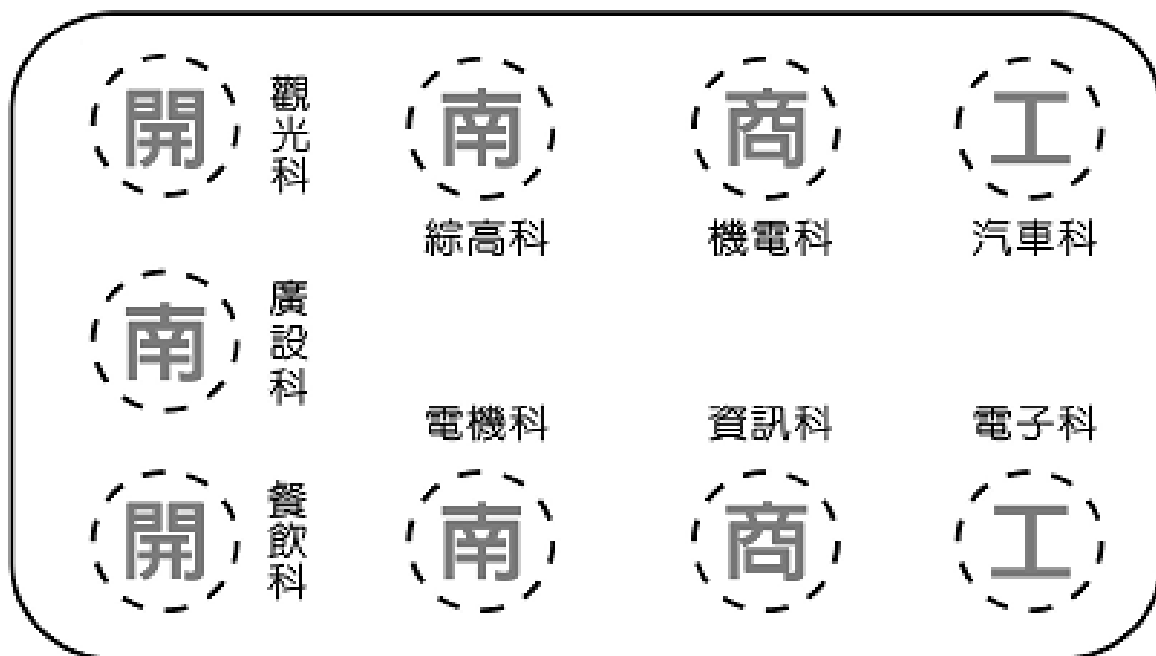 開 觀光科 南 商 工
綜高科 機電科 汽車科
南 廣設科
電機科 資訊科 電子科
開 餐飲科 南 商 工